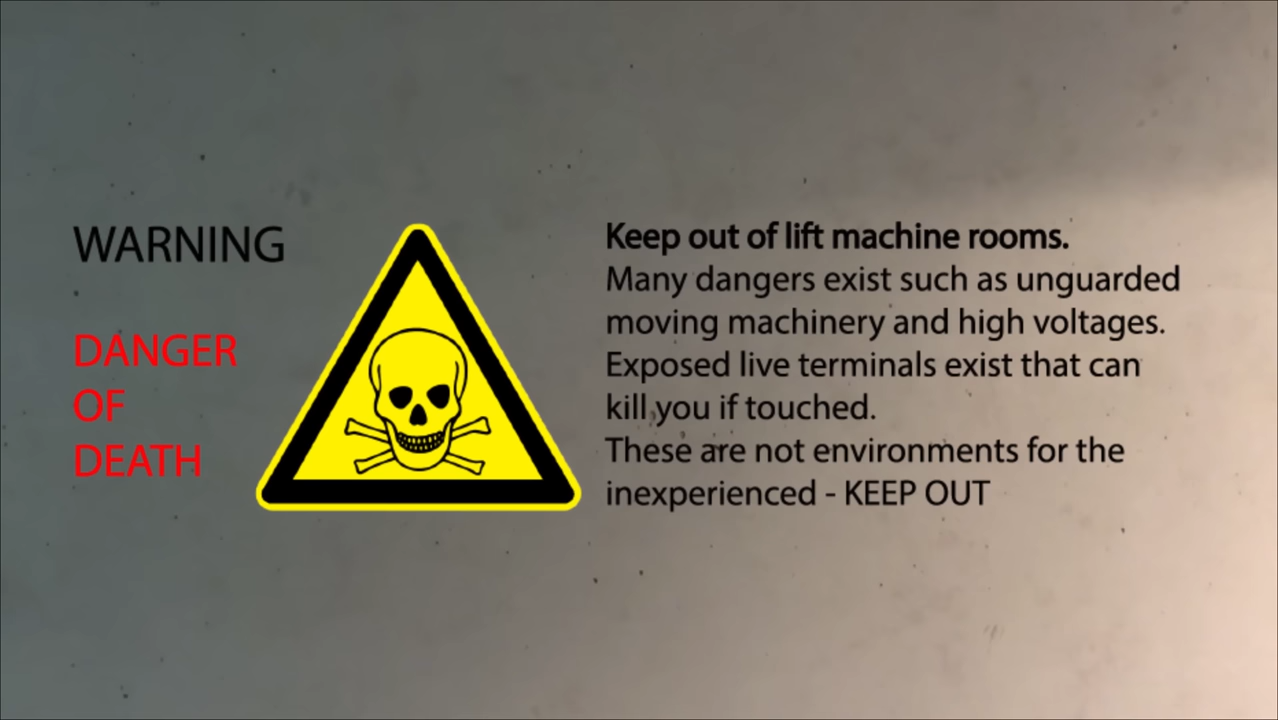 WARNING
DANGER
OF
DEATH
Keep out of lift machine rooms.
Many dangers exist such as unguarded
moving machinery and high voltages.
Exposed live terminals exist that can
kill you if touched.
These are not environments for the
inexperienced - KEEP OUT